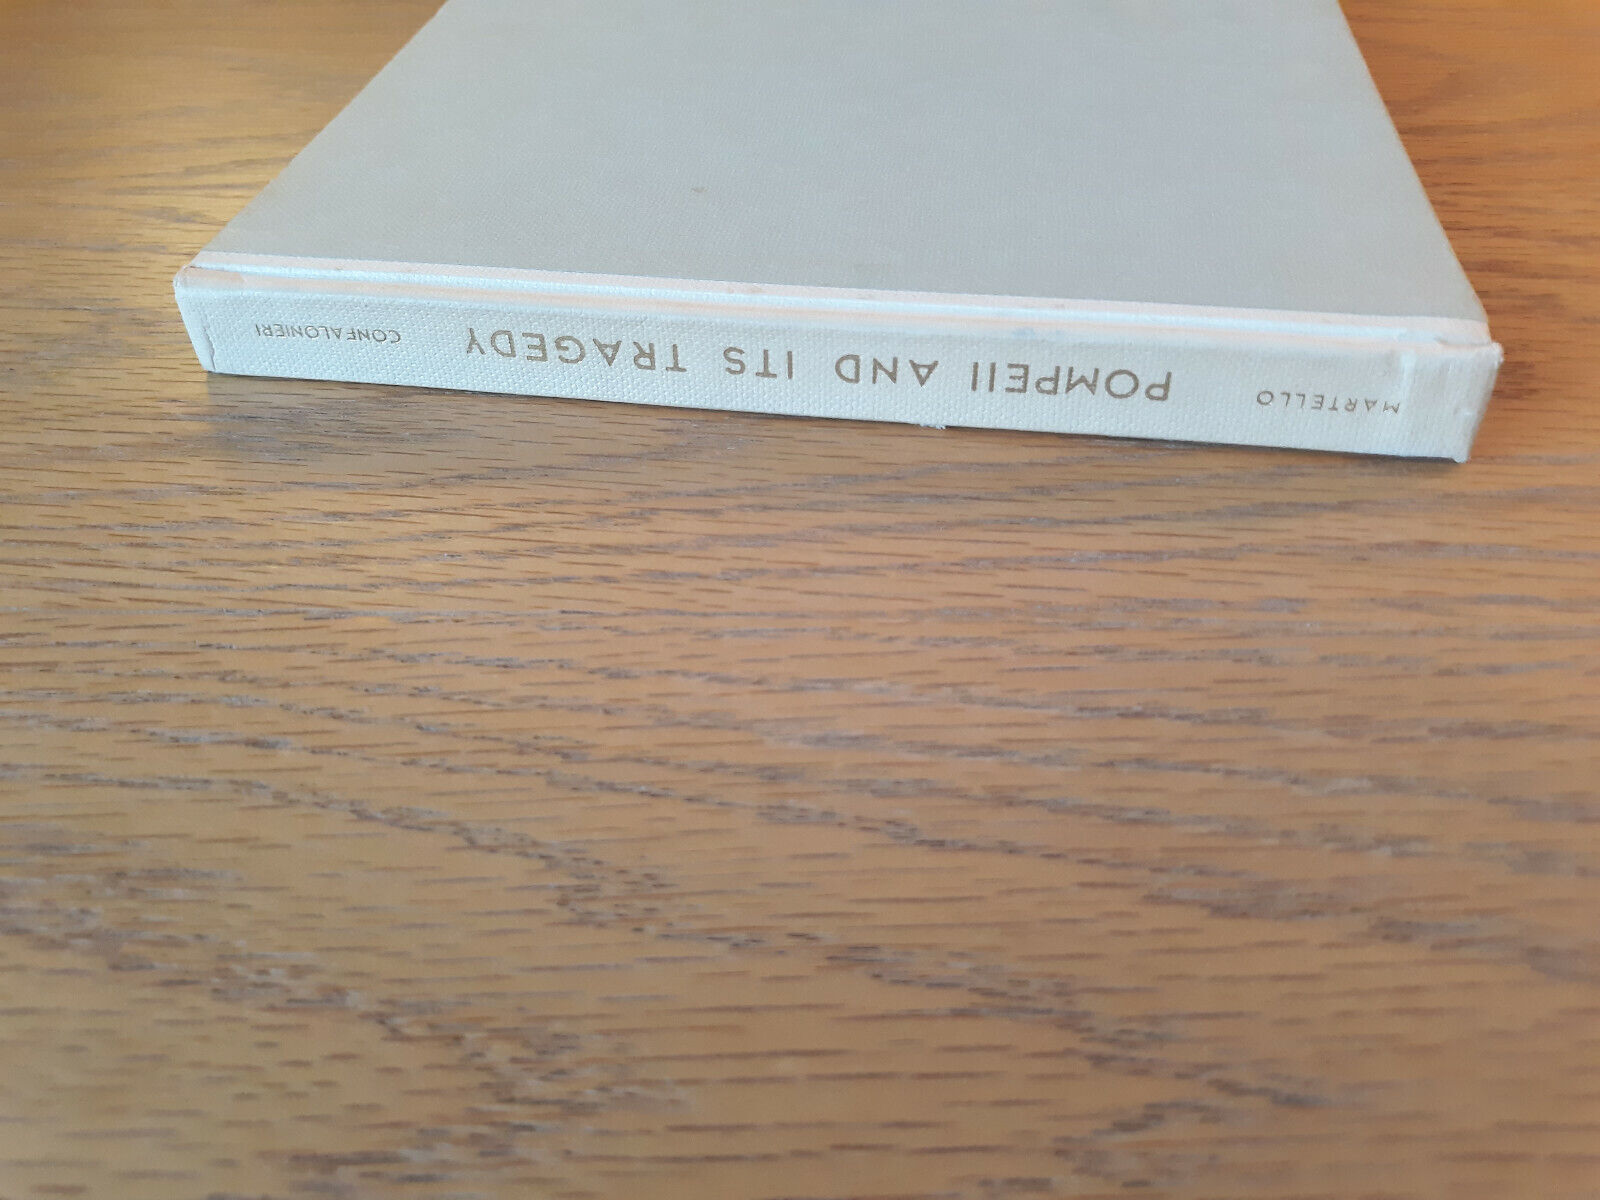 MARTELLO POMPEII AND ITS TRAGEDY CONFALONIERI